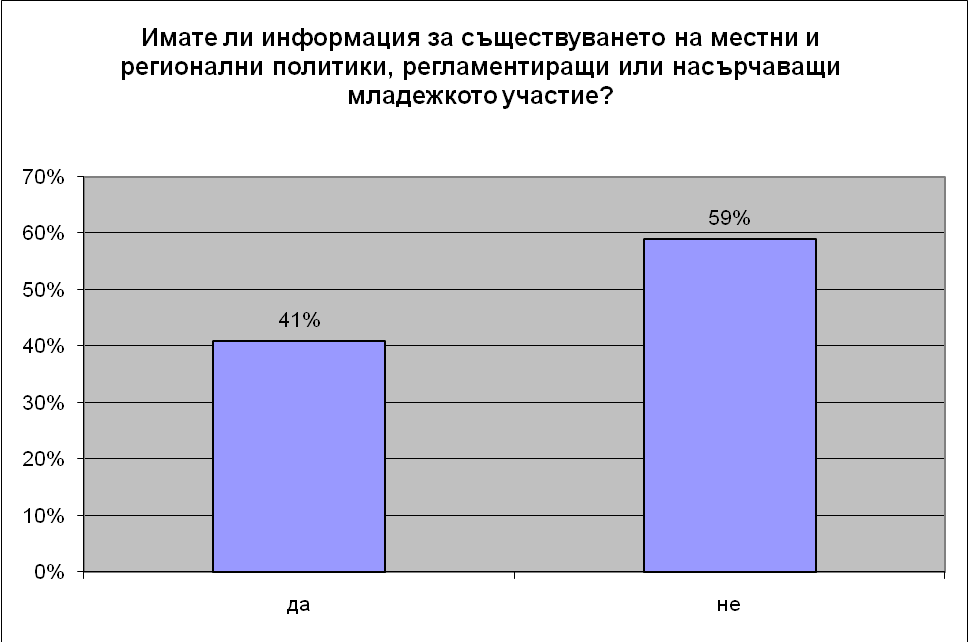 Имате ли информация за съществуването на местни и
регионални политики, регламентиращи или насърчаващи
младежкото участие?
70%
60%
50%
40%
30%
20%
10%
0%
41%
59%
да
не